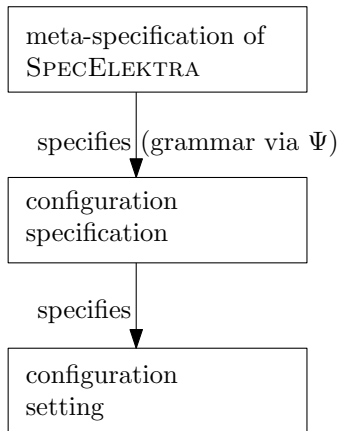 meta-specification of
SPECELEKTRA
specifies (grammar via Ψ)
configuration
specification
specifies
configuration
setting